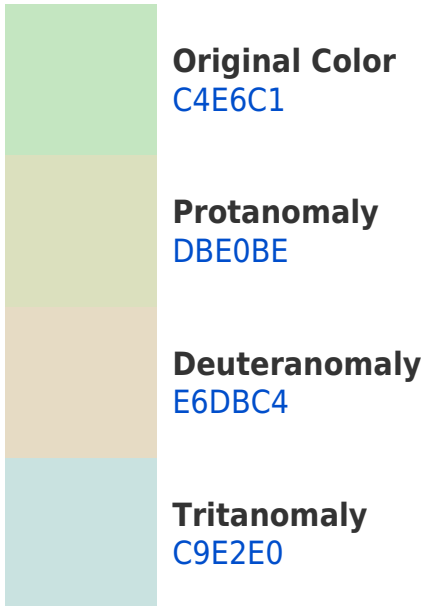 Original Color
C4E6C1
Protanomaly
DBE0BE
Deuteranomaly
E6DBC4
Tritanomaly
C9E2E0